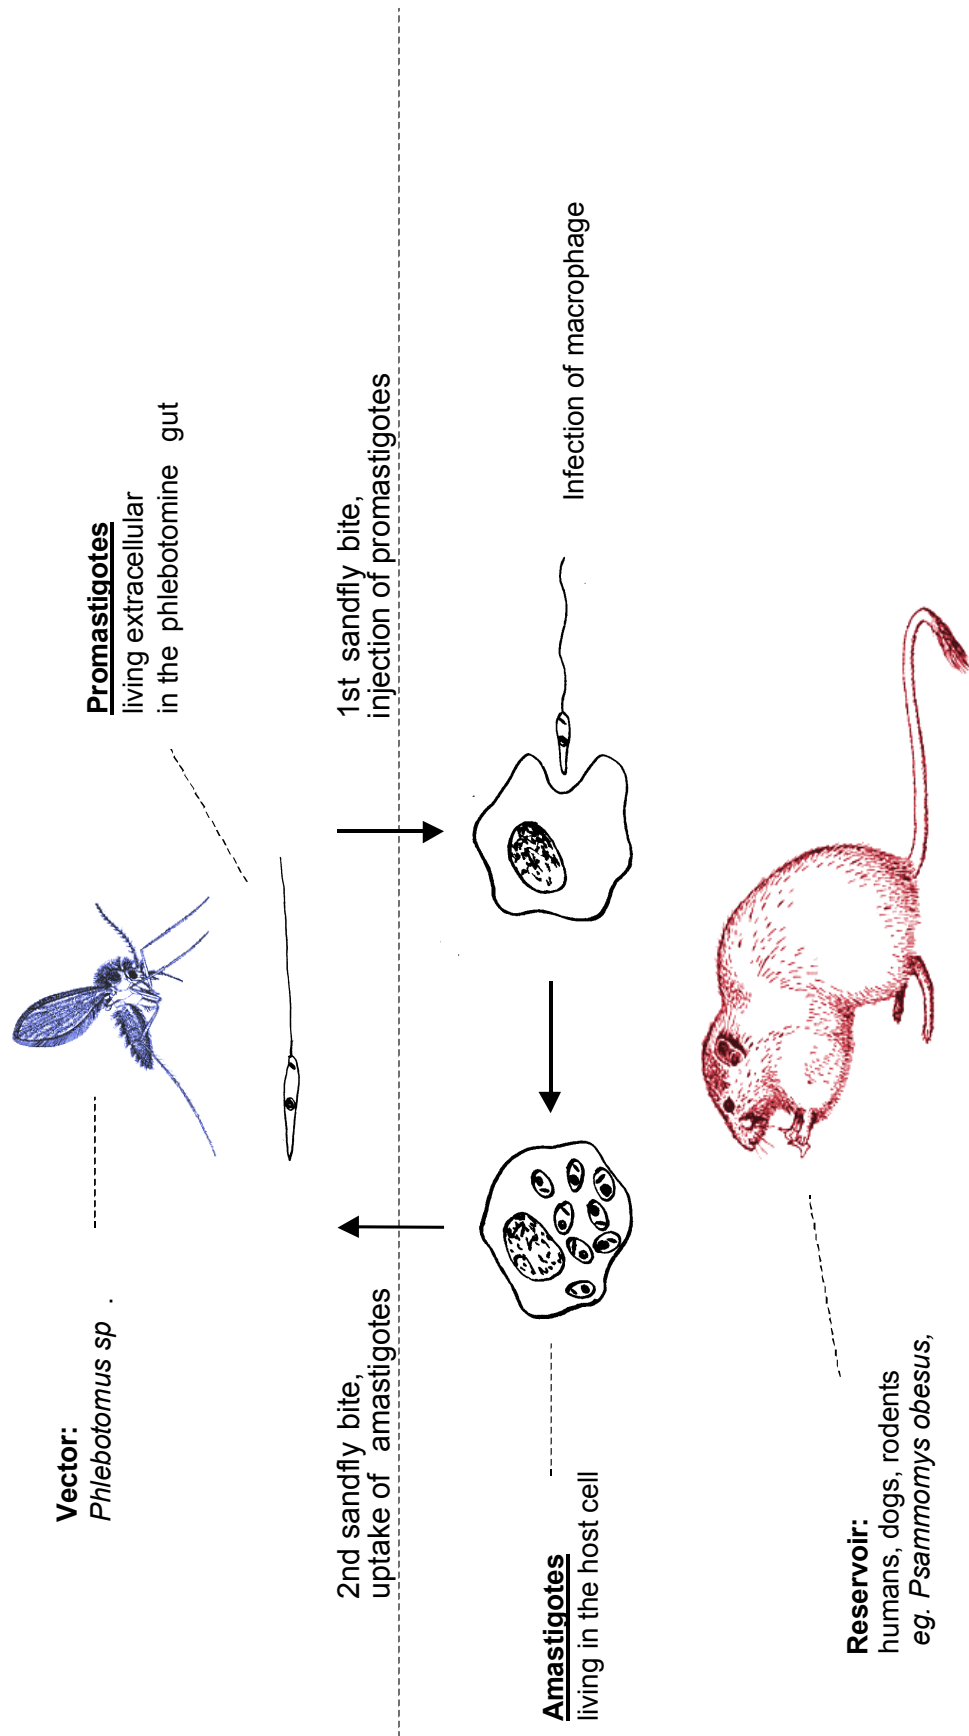 Vector:
Phlebotomus sp .
Promastigotes
living extracellular
in the phlebotomine gut
2nd sandfly bite,
uptake of amastigotes
1st sandfly bite,
injection of promastigotes
Amastigotes
living in the host cell
Infection of macrophage
Reservoir:
humans, dogs, rodents
eg. Psammomys obesus,